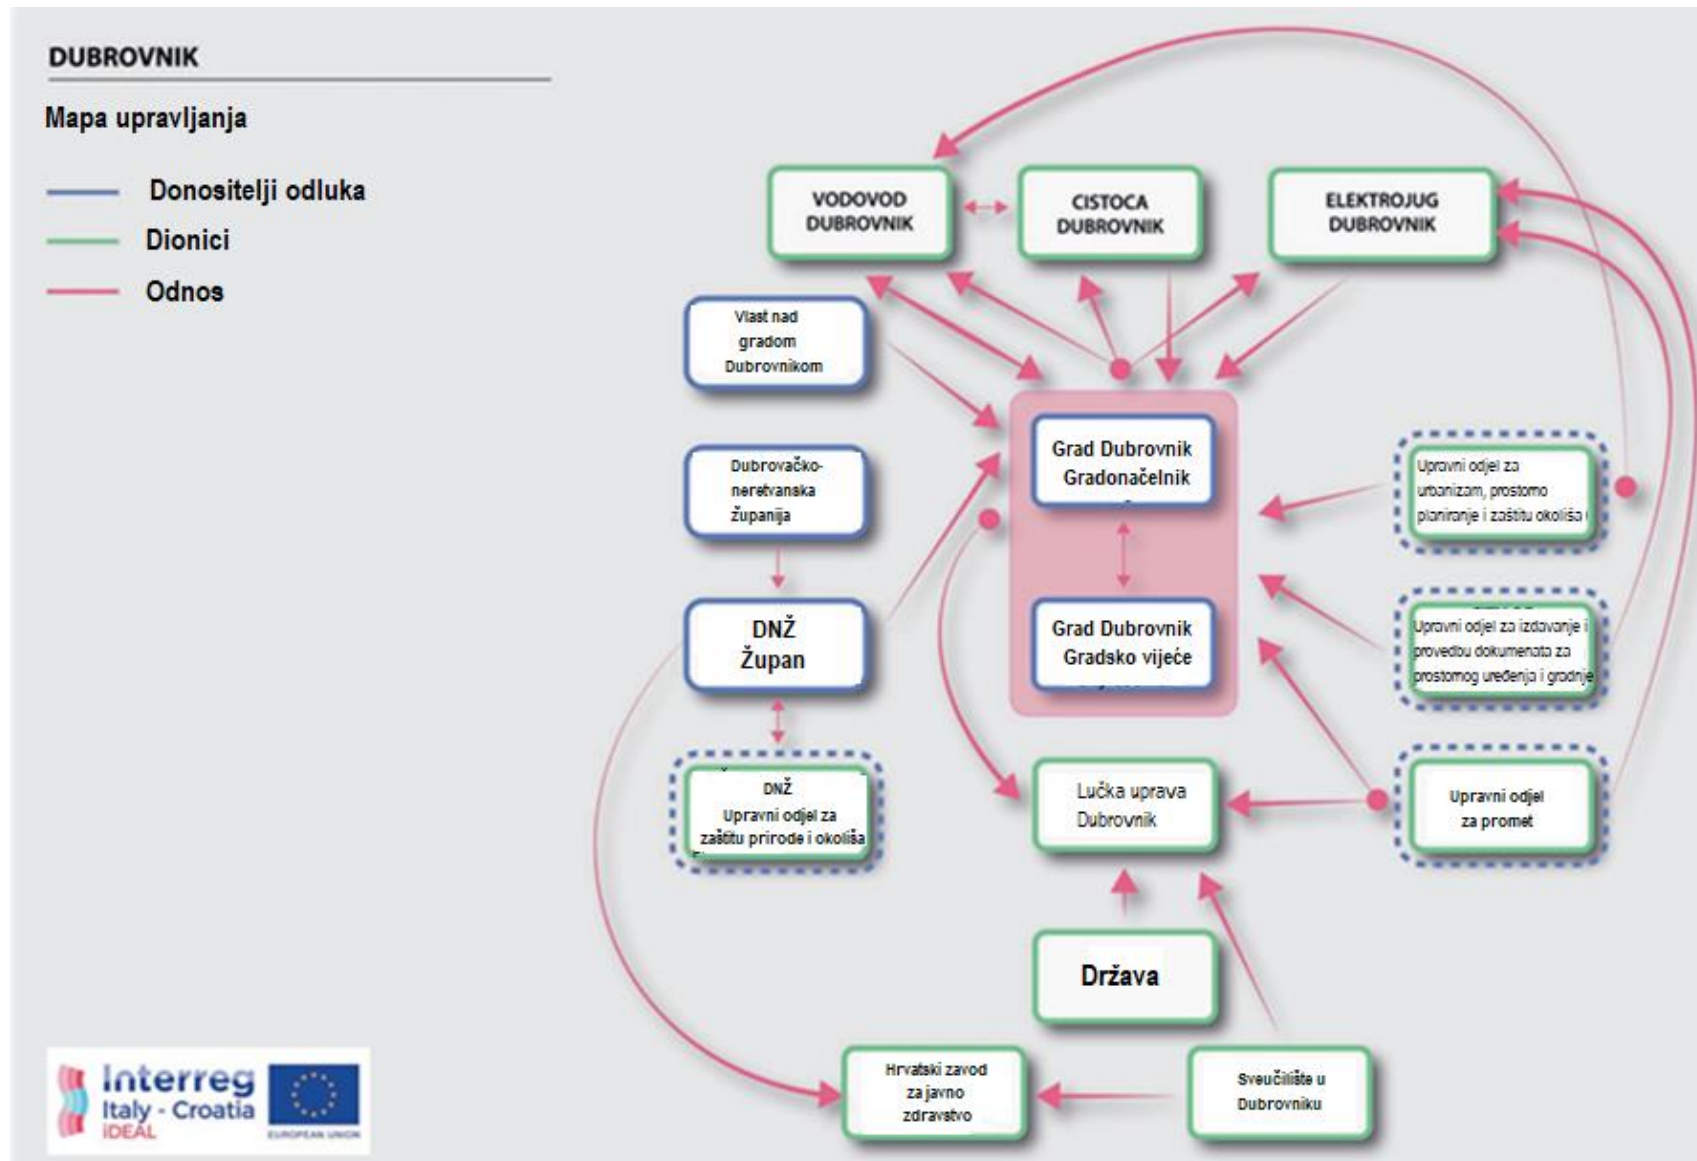 DUBROVNIK
Mapa upravljanja
Donositelji odluka
Dionici
Odnos
VODOVOD
DUBROVNIK
CISTOCA
DUBROVNIK
ELEKTROJUG
DUBROVNIK
Vlast nad
gradom
Dubrovnikom
Grad Dubrovnik
Gradonačelnik
Dubrovačko-
neretvanska
županija
Upravni odjel za
urbanizam, prostorno
planiranje i zaštitu okoliša
DNŽ
Župan
Grad Dubrovnik
Gradsko vijeće
Upravni odjel za izdavanje i
provedbu dokumenata za
prostornog uređenja i gradnje
DNŽ
Upravni odjel za
zaštitu prirode i okoliša
Lučka uprava
Dubrovnik
Upravni odjel
za promet
Država
Hrvatski zavod
za javno
zdravstvo
Sveučilište u
Dubrovniku
Interreg
Italy - Croatia
iDEAL
EUROPEAN UNION